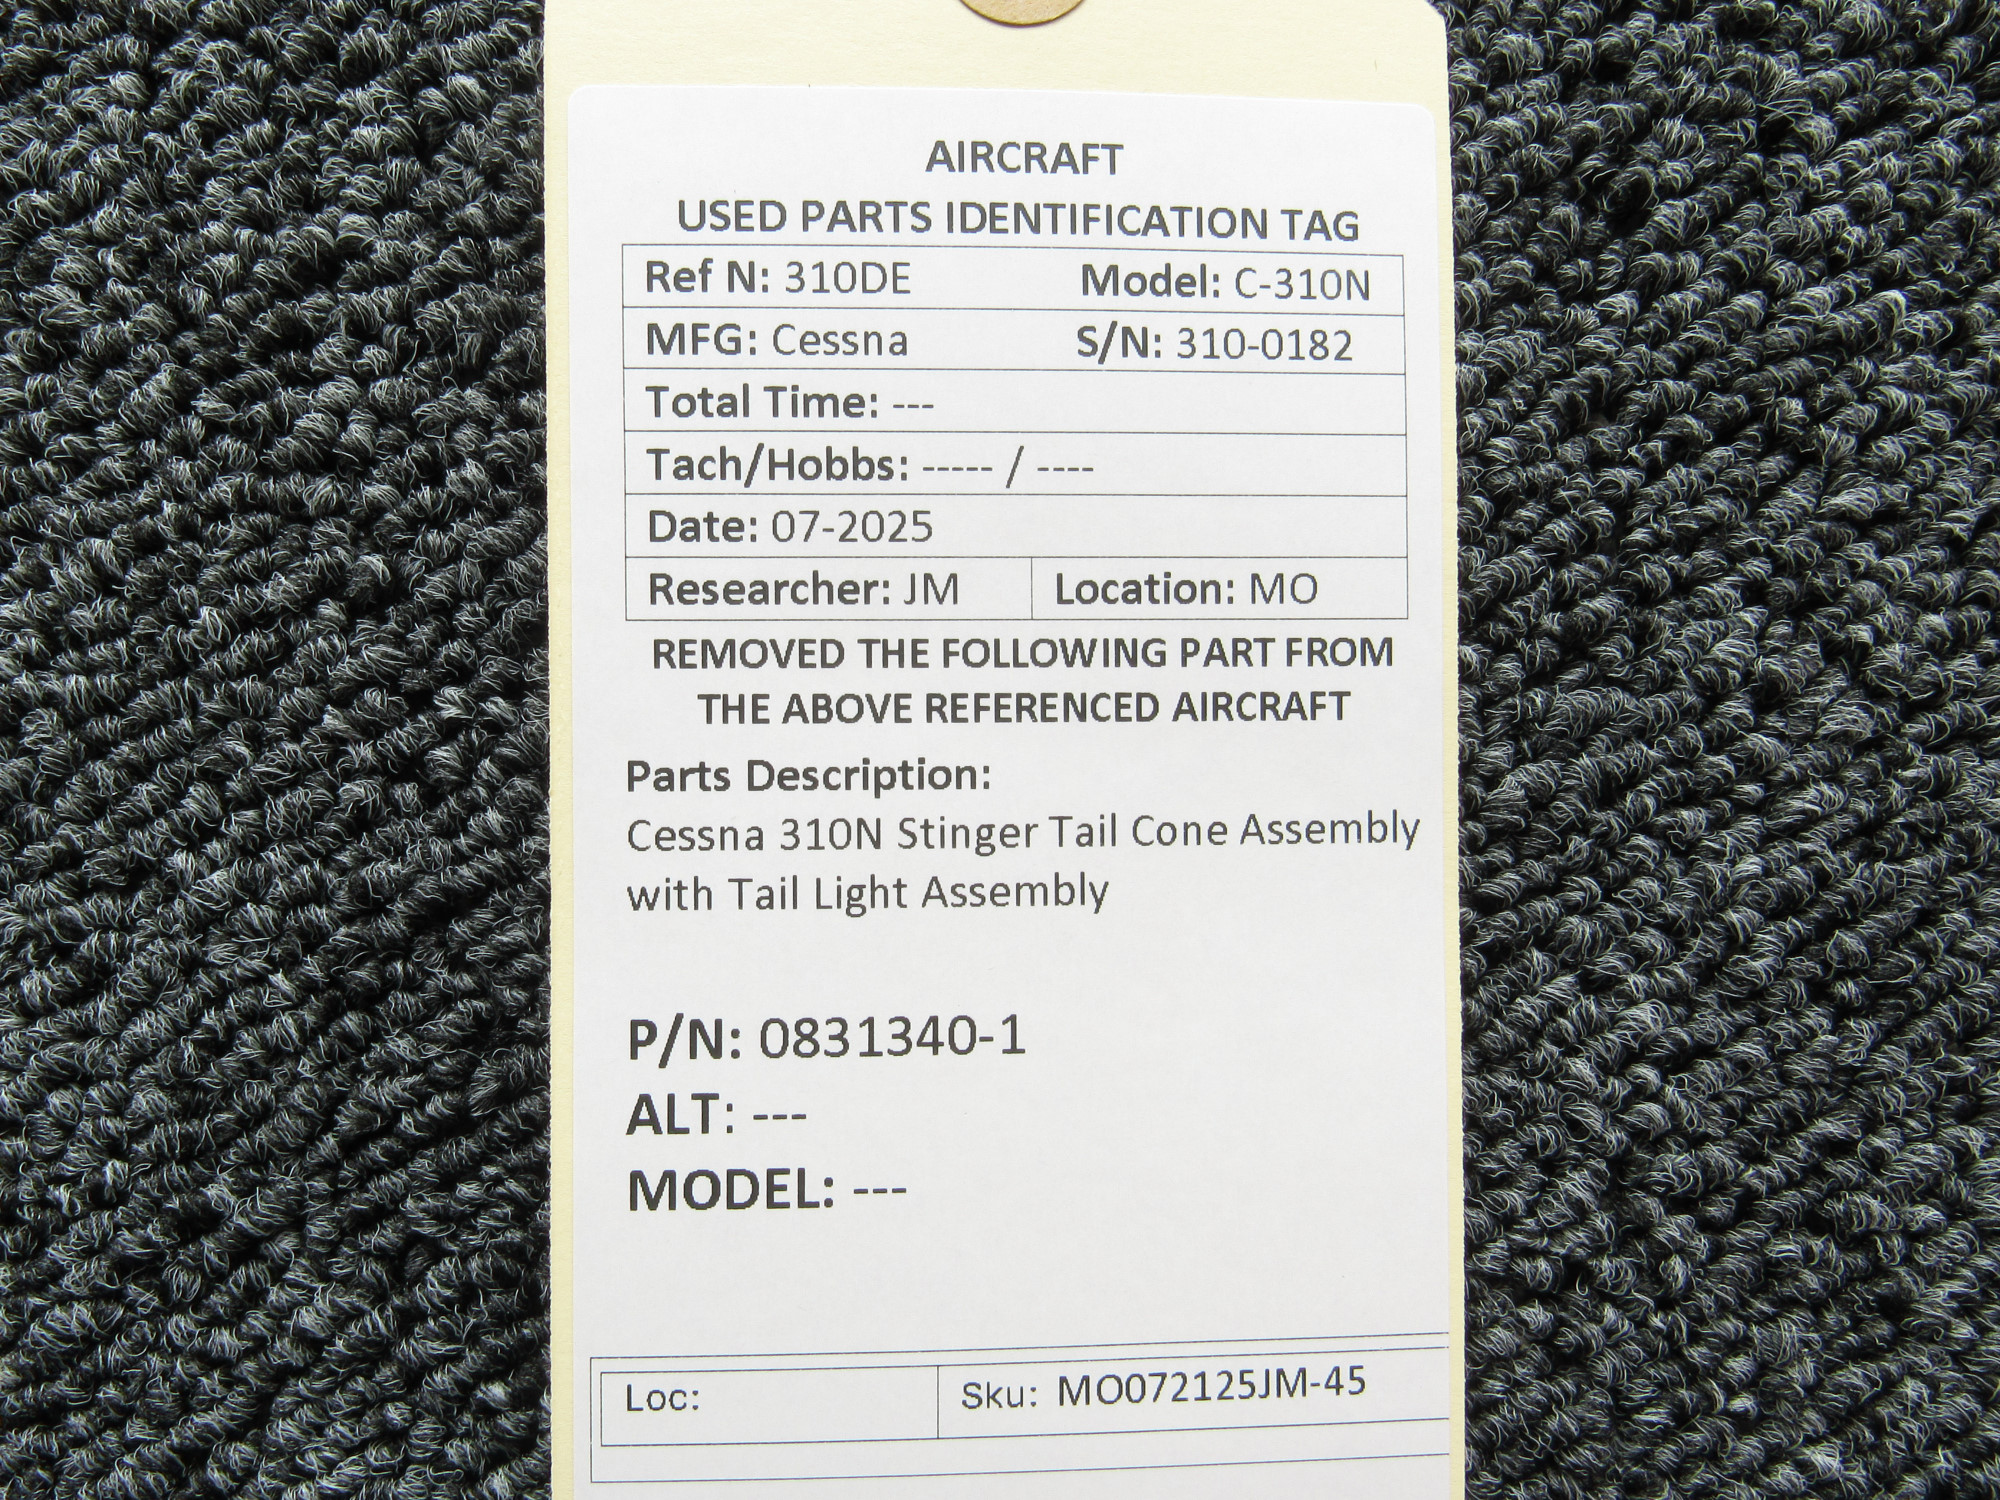 AIRCRAFT
USED PARTS IDENTIFICATION TAG
Ref N: 310DE Model: C-310N
MFG: Cessna S/N: 310-0182
Total Time: ---
Tach/Hobbs: ----- / ----
Date: 07-2025
Researcher: JM Location: MO
REMOVED THE FOLLOWING PART FROM
THE ABOVE REFERENCED AIRCRAFT
Parts Description:
Cessna 310N Stinger Tail Cone Assembly
with Tail Light Assembly
P/N: 0831340-1
ALT: ---
MODEL: ---
Loc: Sku: MO072125JM-45